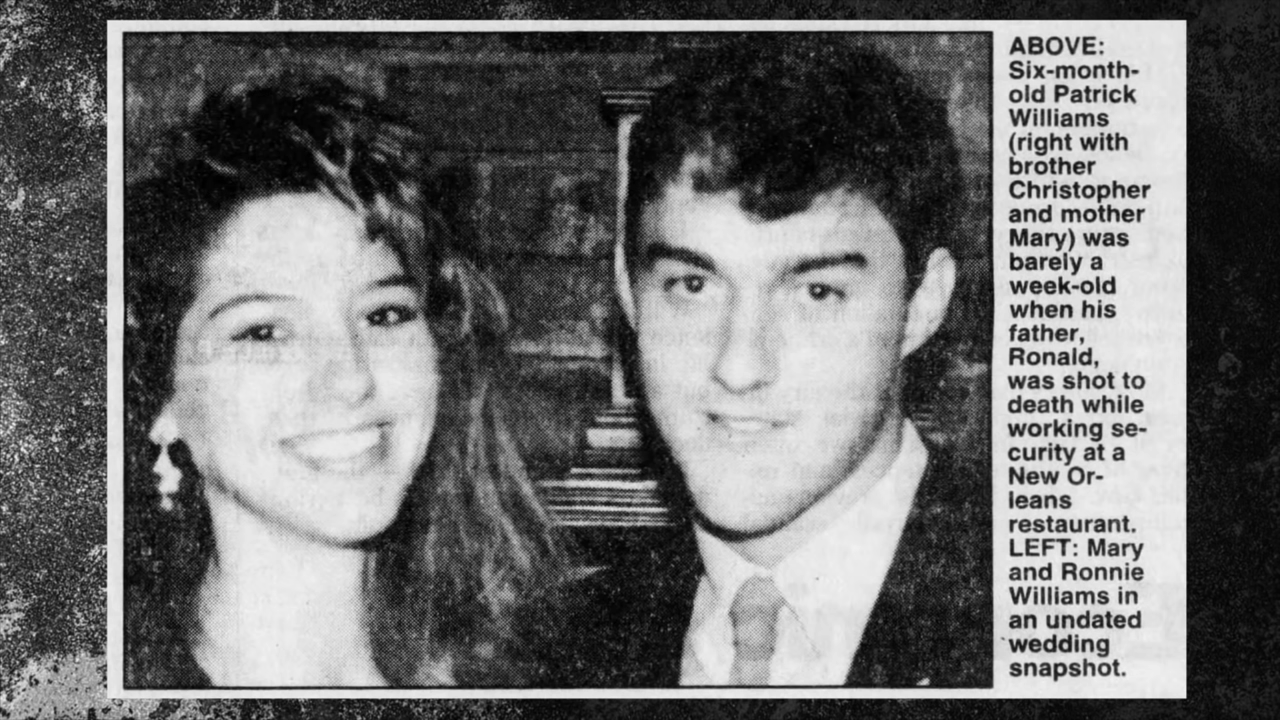 ABOVE:
Six-month-
old Patrick
Williams
(right with
brother
Christopher
and mother
Mary) was
barely a
week-old
when his
father,
Ronald,
was shot to
death while
working se-
curity at a
New Or-
leans
restaurant.
LEFT: Mary
and Ronnie
Williams in
an undated
wedding
snapshot.